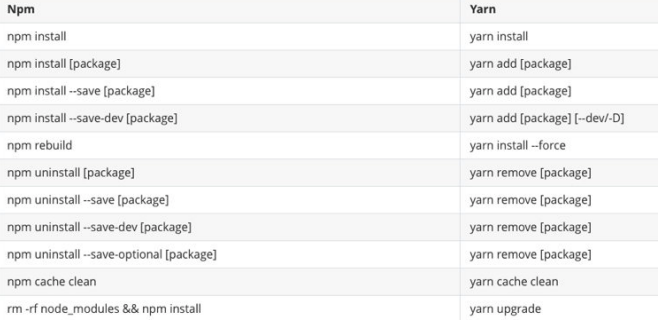 Npm Yarn
npm install yarn install
npm install [package] yarn add [package]
npm install --save [package] yarn add [package]
npm install --save-dev [package] yarn add [package] [--dev/-D]
npm rebuild yarn install --force
npm uninstall [package] yarn remove [package]
npm uninstall --save [package] yarn remove [package]
npm uninstall --save-dev [package] yarn remove [package]
npm uninstall --save-optional [package] yarn remove [package]
npm cache clean yarn cache clean
rm -rf node_modules && npm install yarn upgrade